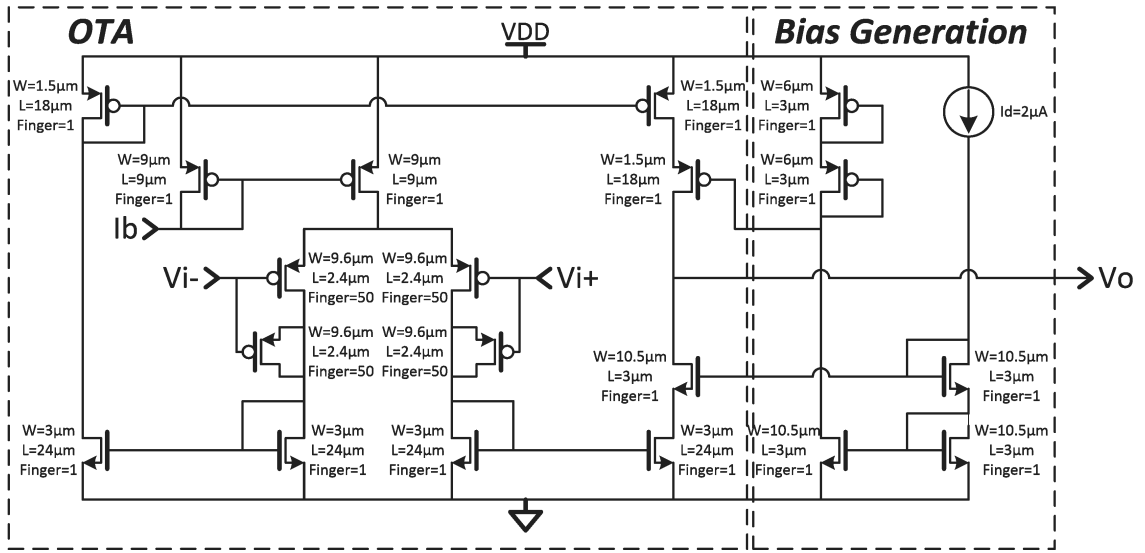 OTA
VDD
Bias Generation
W=1.5µm
L=18µm
Finger=1
W=1.5µm
L=18µm
Finger=1
W=6µm
L=3µm
Finger=1
Id=2µA
W=9µm
L=9µm
Finger=1
W=9µm
L=9µm
Finger=1
W=1.5µm
L=18µm
Finger=1
W=6µm
L=3µm
Finger=1
Ib
Vi-
W=9.6µm
L=2.4µm
Finger=50
W=9.6µm
L=2.4µm
Finger=50
Vi+
Vo
W=9.6µm
L=2.4µm
Finger=50
W=9.6µm
L=2.4µm
Finger=50
W=10.5µm
L=3µm
Finger=1
W=10.5µm
L=3µm
Finger=1
W=3µm
L=24µm
Finger=1
W=3µm
L=24µm
Finger=1
W=3µm
L=24µm
Finger=1
W=3µm
L=24µm
Finger=1
W=10.5µm
L=3µm
Finger=1
W=10.5µm
L=3µm
Finger=1